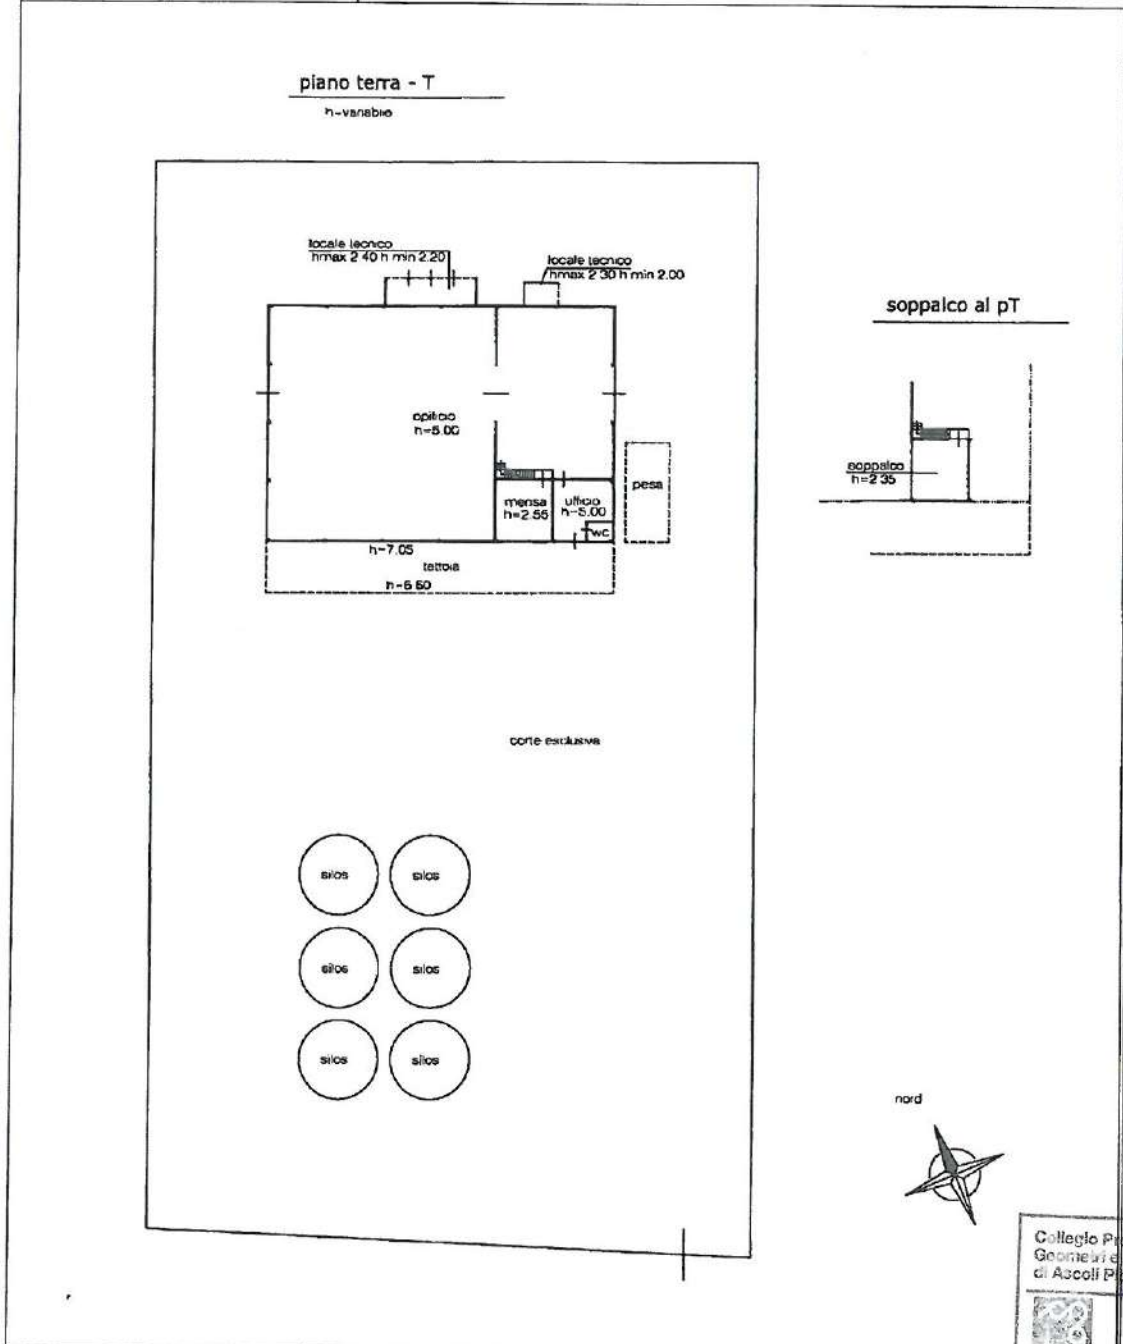 piano terra - T
h=variabile
locale tecnico
hmax 2.40 h min 2.20
locale tecnico
hmax 2.30 h min 2.00
soppalco al pT
opificio
h=5.00
soppalco
h=2.35
pesa
mensa
h=2.55
ufficio
h=5.00
wc
h=7.05
tettoia
h=6.60
corte esclusiva
silos
silos
silos
silos
silos
silos
nord
Collegio
Geometri e
di Ascoli